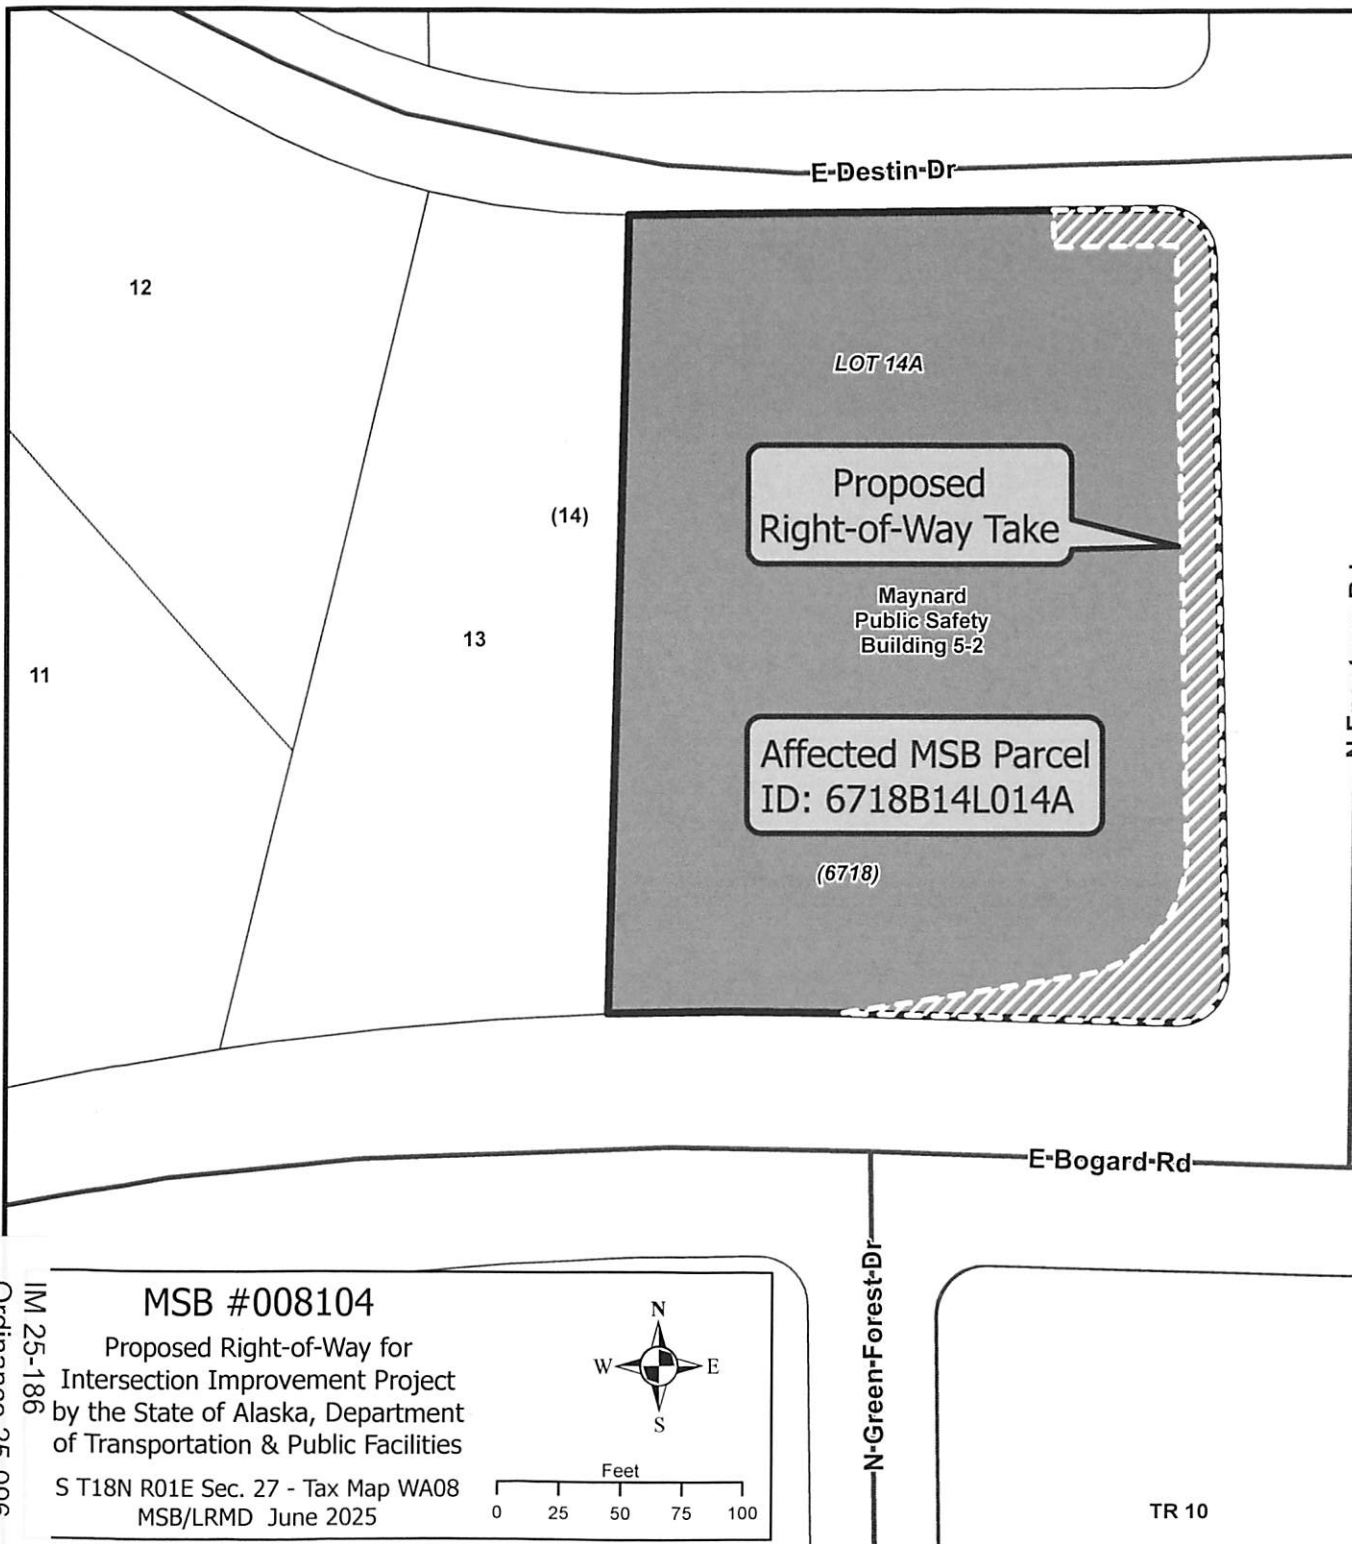 E-Destin-Dr
12
LOT 14A
Proposed
Right-of-Way Take
(14)
Maynard
Public Safety
Building 5-2
13
11
Affected MSB Parcel
ID: 6718B14L014A
(6718)
E-Bogard-Rd
N-Green-Forest-Dr
IM 25-186
MSB #008104
Proposed Right-of-Way for
Intersection Improvement Project
by the State of Alaska, Department
of Transportation & Public Facilities
S T18N R01E Sec. 27 - Tax Map WA08
MSB/LRMD June 2025
N
W E
S
Feet
0 25 50 75 100
TR 10